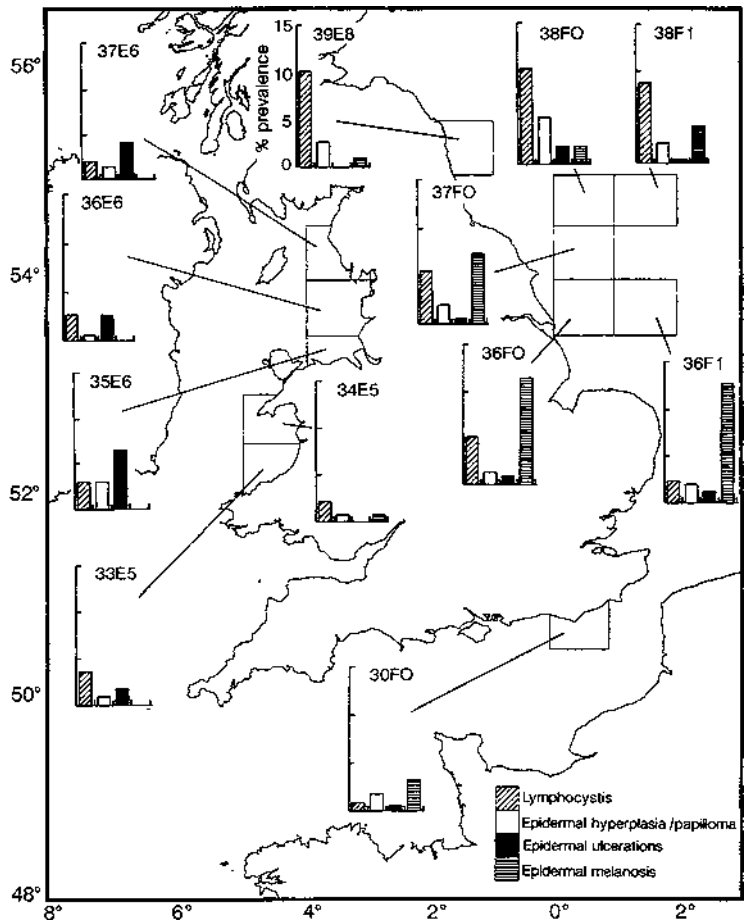 56°
54°
52°
50°
48°
8°
6°
4°
2°
0°
2°
37E6
39E8
% prevalence
15
10
5
0
38FO
38F1
36E6
37FO
35E6
34E5
36FO
36F1
33E5
30FO
Lymphocystis
Epidermal hyperplasia/papilloma
Epidermal ulcerations
Epidermal melanosis